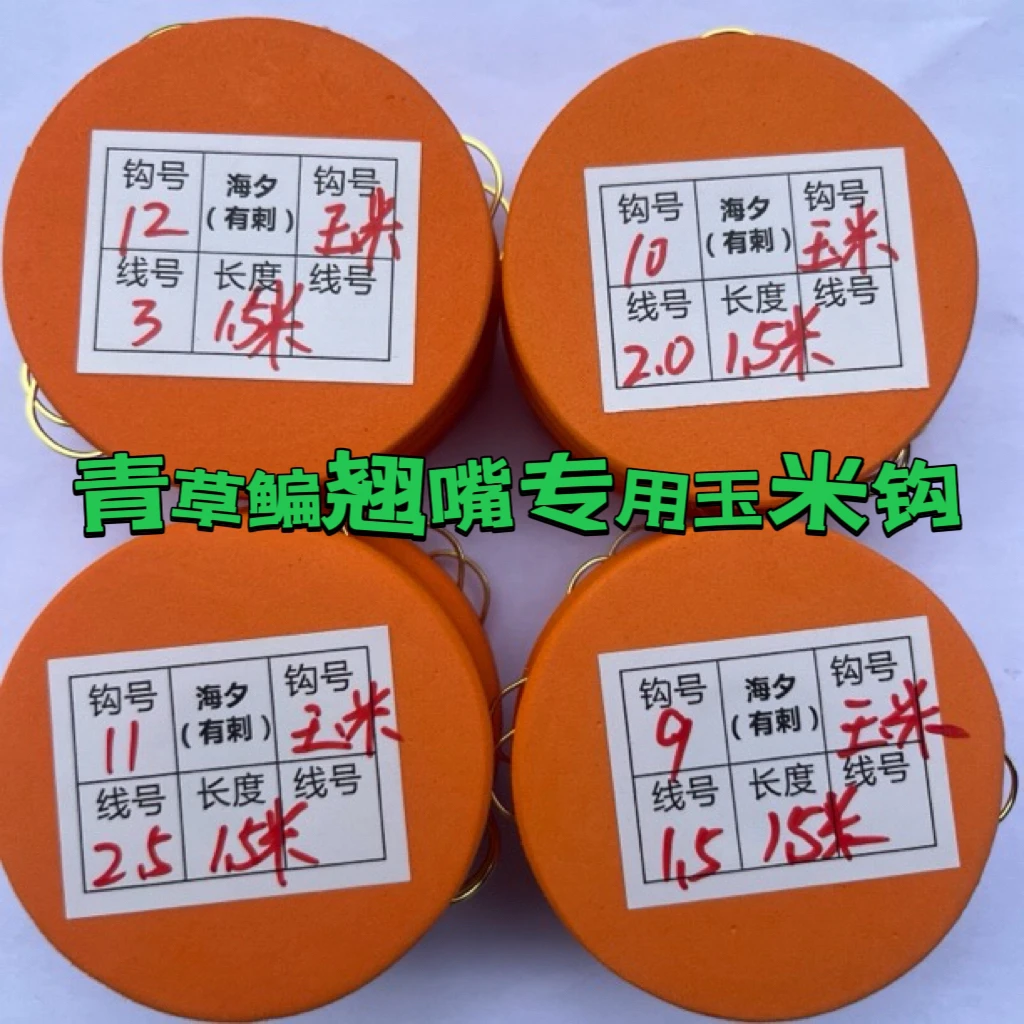 钩号 海夕 钩号
12 (有刺) 玉米
线号 长度 线号
3 1.5米
钩号 海夕 钩号
10 (有刺) 玉米
线号 长度 线号
2.0 1.5米
青草鳊翘嘴专用玉米钩
钩号 海夕 钩号
11 (有刺) 玉米
线号 长度 线号
2.5 1.5米
钩号 海夕 钩号
9 (有刺) 玉米
线号 长度 线号
1.5 1.5米